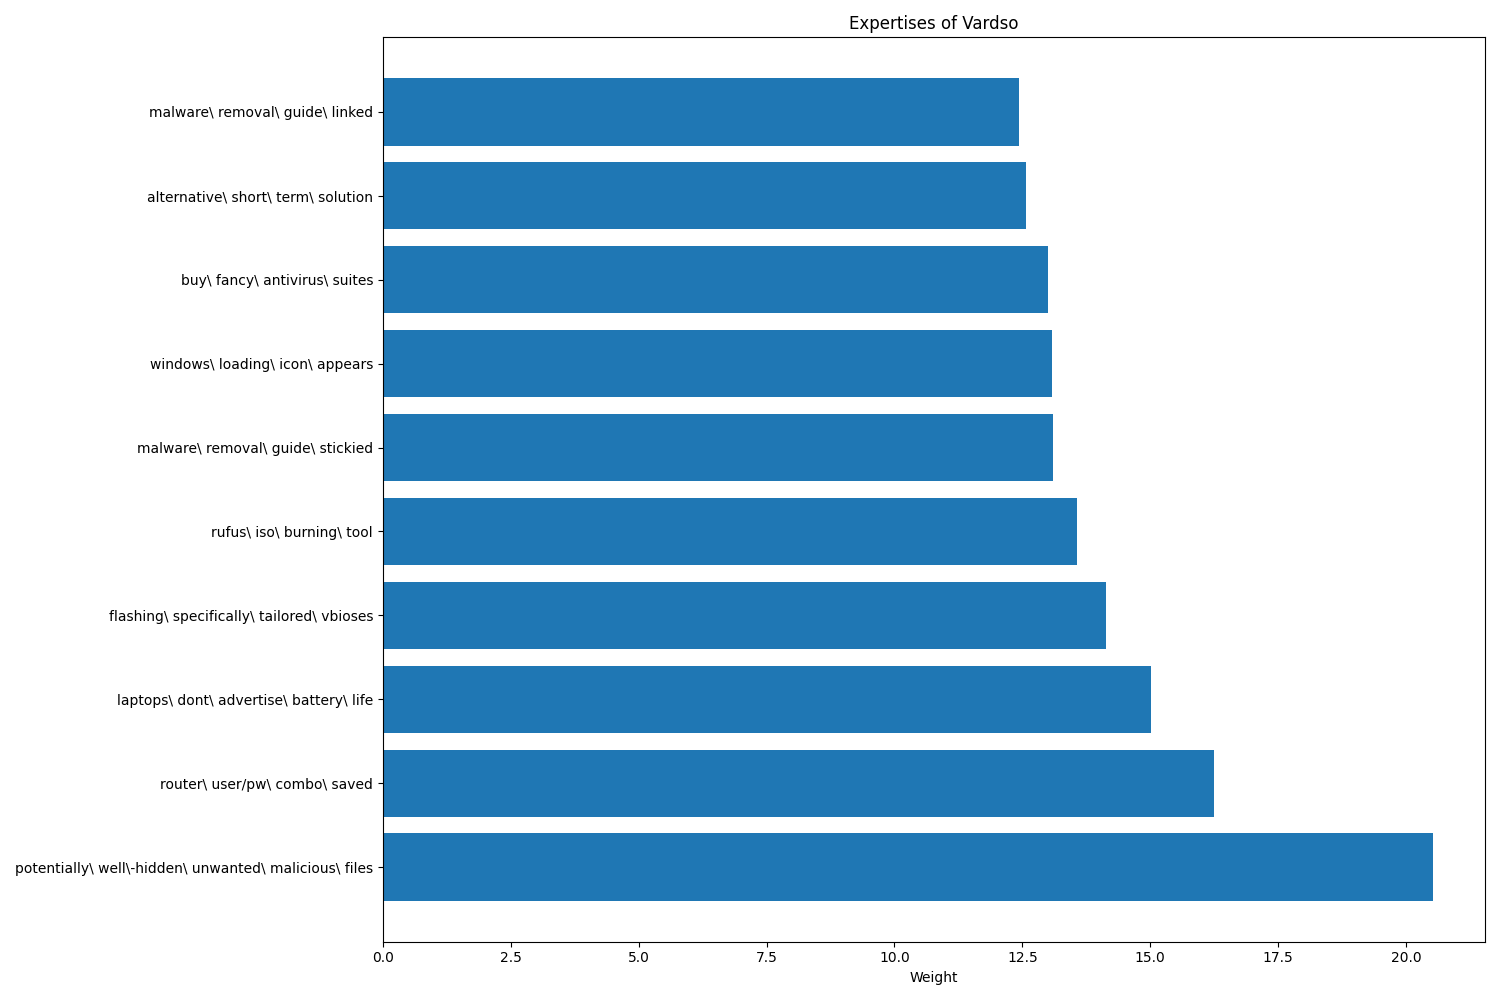 Expertises of Vardso
malware\ removal\ guide\ linked
alternative\ short\ term\ solution
buy\ fancy\ antivirus\ suites
windows\ loading\ icon\ appears
malware\ removal\ guide\ stickied
rufus\ iso\ burning\ tool
flashing\ specifically\ tailored\ vbioses
laptops\ dont\ advertise\ battery\ life
router\ user/pw\ combo\ saved
potentially\ well\-hidden\ unwanted\ malicious\ files
0.0 2.5 5.0 7.5 10.0 12.5 15.0 17.5 20.0
Weight